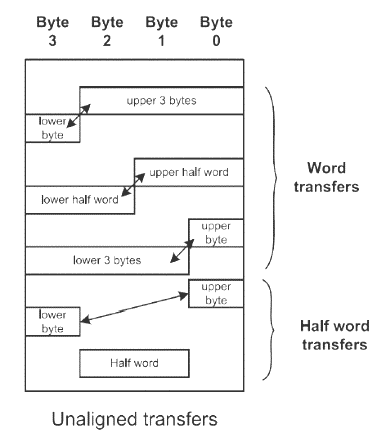 Byte Byte Byte Byte
3 2 1 0
upper 3 bytes
lower
byte
upper half word
lower half word
upper
byte
lower 3 bytes
Word
transfers
upper
byte
lower
byte
Half word
Half word
transfers
Unaligned transfers